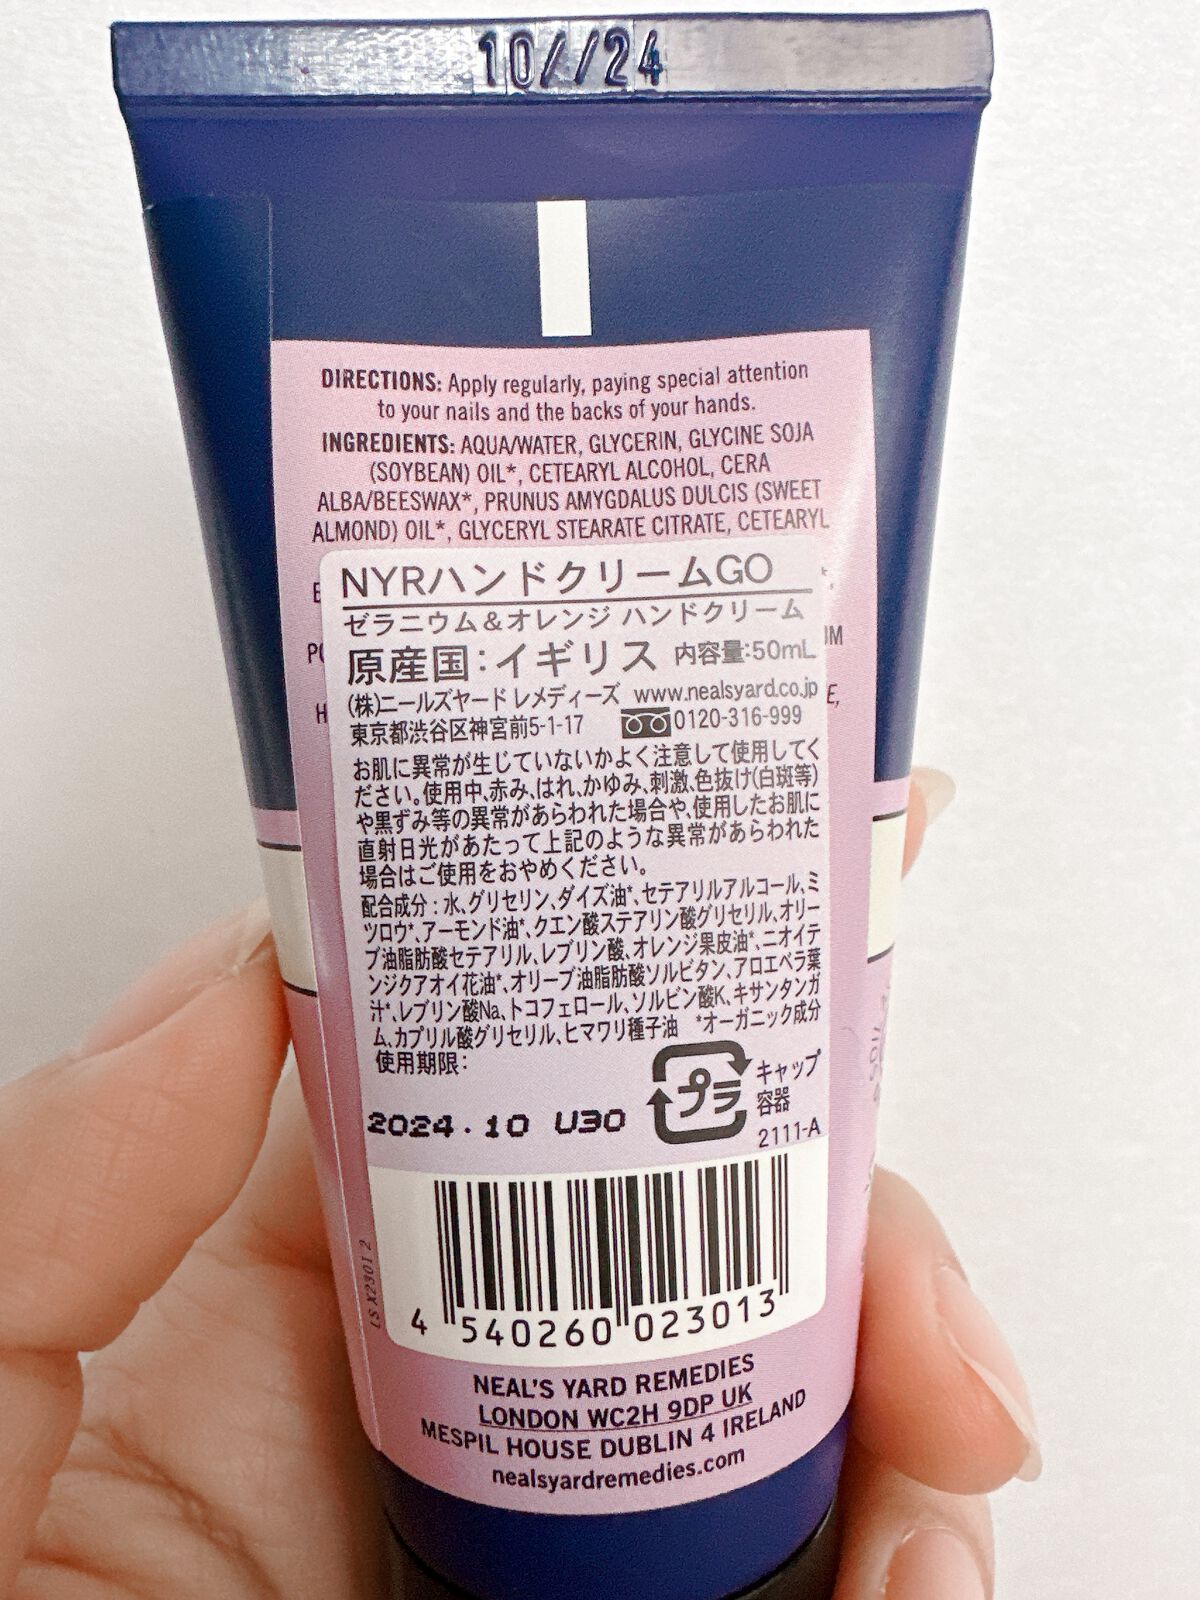 10//24
DIRECTIONS: Apply regularly, paying special attention
to your nails and the backs of your hands.
INGREDIENTS: AQUA/WATER, GLYCERIN, GLYCINE SOJA
(SOYBEAN) OIL*, CETEARYL ALCOHOL, CERA
ALBA/BEESWAX*, PRUNUS AMYGDALUS DULCIS (SWEET
ALMOND) OIL*, GLYCERYL STEARATE CITRATE, CETEARYL
NYRハンドクリームGO
ゼラニウム&オレンジ ハンドクリーム
原産国:イギリス 内容量:50mL
(株)ニールズヤード レメディーズ www.nealsyard.co.jp
東京都渋谷区神宮前5-1-17 0120-316-999
お肌に異常が生じていないかよく注意して使用してく
ださい。使用中、赤み、はれ、かゆみ、刺激、色抜け(白斑等)
や黒ずみ等の異常があらわれた場合や、使用したお肌に
直射日光があたって上記のような異常があらわれた
場合はご使用をおやめください。
配合成分:水、グリセリン、ダイズ油*、セテアリルアルコール、ミ
ツロウ*、アーモンド油*、クエン酸ステアリン酸グリセリル、オリー
ブ油脂肪酸セテアリル、レブリン酸、オレンジ果皮油*、ニオイテ
ンジクアオイ花油*、オリーブ油脂肪酸ソルビタン、アロエベラ葉
汁*、レブリン酸Na、トコフェロール、ソルビン酸K、キサンタンガ
ム、カプリル酸グリセリル、ヒマワリ種子油 *オーガニック成分
使用期限:
2024.10 U30
プラ
キャップ
容器
2111-A
4 540260 023013
LS X2301 2
NEAL'S YARD REMEDIES
LONDON WC2H 9DP UK
MESPIL HOUSE DUBLIN 4 IRELAND
nealsyardremedies.com